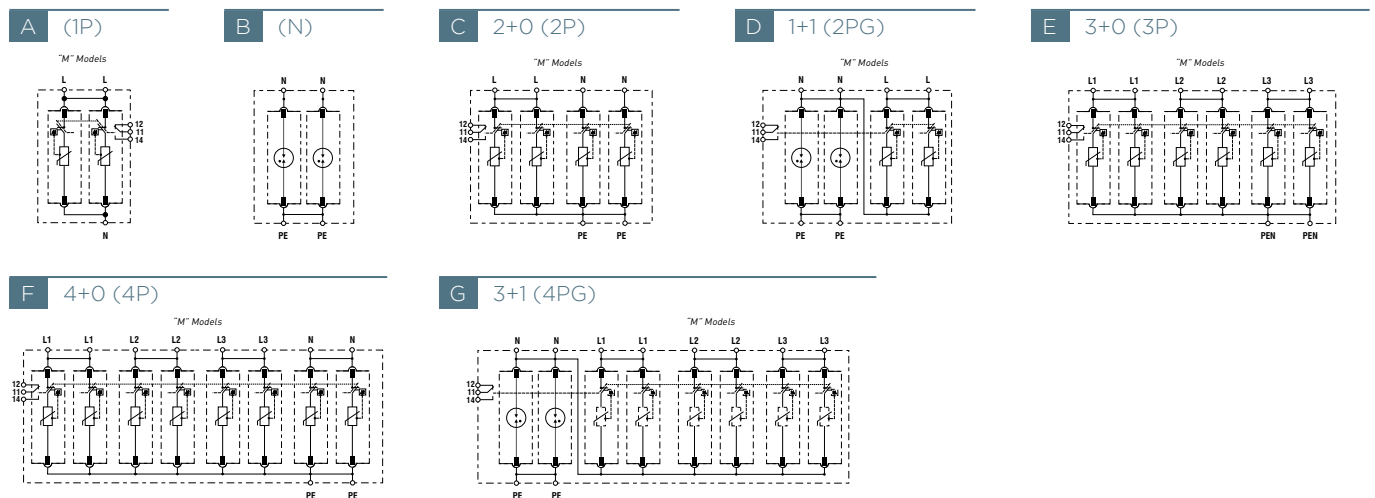 A (1P)
"M" Models
L L
12
11
14
N
B (N)
N N
PE PE
C 2+0 (2P)
"M" Models
L L N N
12
11
14
PE PE
D 1+1 (2PG)
"M" Models
N N L L
12
11
14
PE PE
E 3+0 (3P)
"M" Models
L1 L1 L2 L2 L3 L3
12
11
14
PEN PEN
F 4+0 (4P)
"M" Models
L1 L1 L2 L2 L3 L3 N N
12
11
14
PE PE
G 3+1 (4PG)
"M" Models
N N L1 L1 L2 L2 L3 L3
12
11
14
PE PE